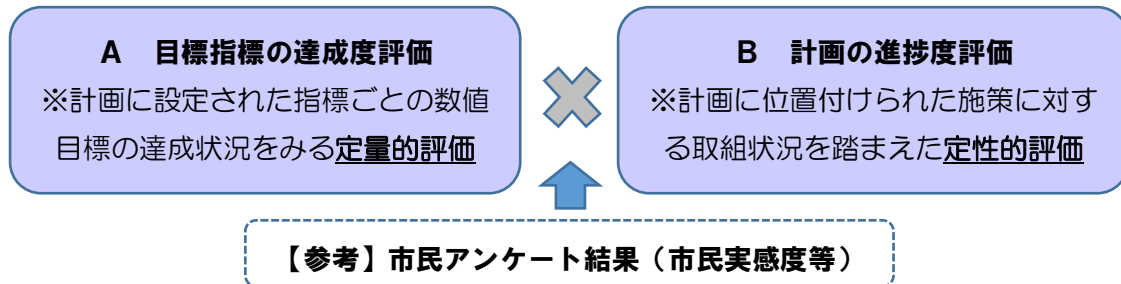 A　目標指標の達成度評価
※計画に設定された指標ごとの数値
目標の達成状況をみる定量的評価
B　計画の進捗度評価
※計画に位置付けられた施策に対す
る取組状況を踏まえた定性的評価
【参考】市民アンケート結果（市民実感度等）